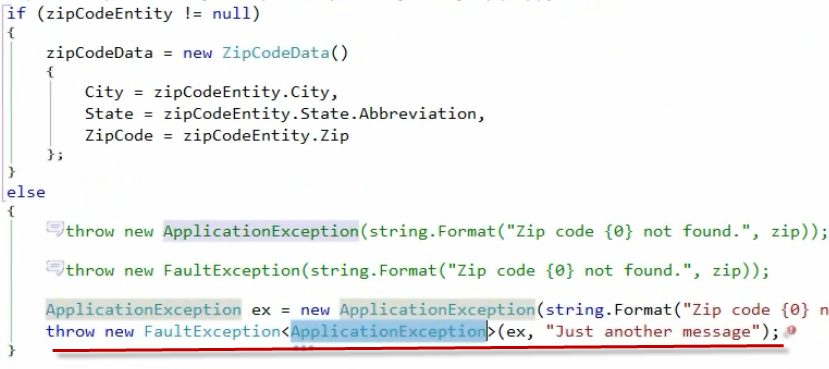 if (zipCodeEntity != null)
{
zipCodeData = new ZipCodeData()
{
City = zipCodeEntity.City,
State = zipCodeEntity.State.Abbreviation,
ZipCode = zipCodeEntity.Zip
};
}
else
{
throw new ApplicationException(string.Format("Zip code {0} not found.", zip));
throw new FaultException(string.Format("Zip code {0} not found.", zip));
ApplicationException ex = new ApplicationException(string.Format("Zip code {0} n
throw new FaultException<ApplicationException>(ex, "Just another message");
}